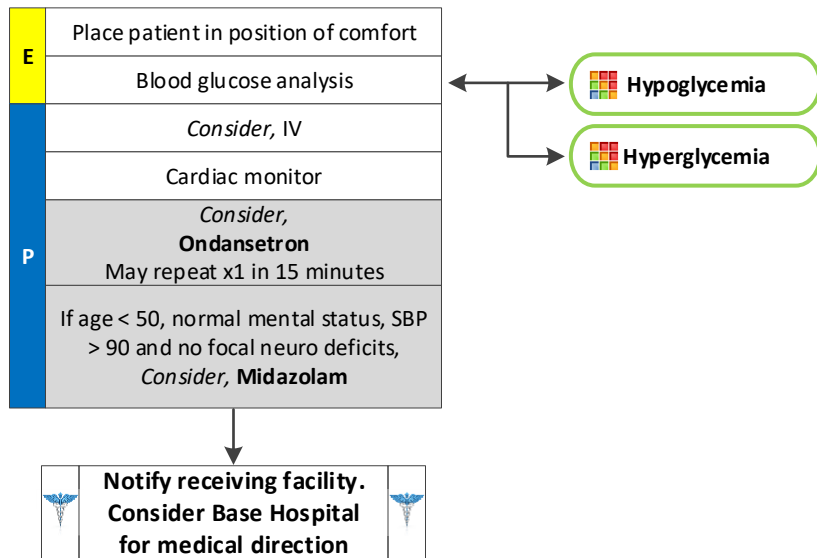 E
Place patient in position of comfort
Blood glucose analysis
Hypoglycemia
Hyperglycemia
P
Consider, IV
Cardiac monitor
Consider,
Ondansetron
May repeat x1 in 15 minutes
If age < 50, normal mental status, SBP
> 90 and no focal neuro deficits,
Consider, Midazolam
Notify receiving facility.
Consider Base Hospital
for medical direction